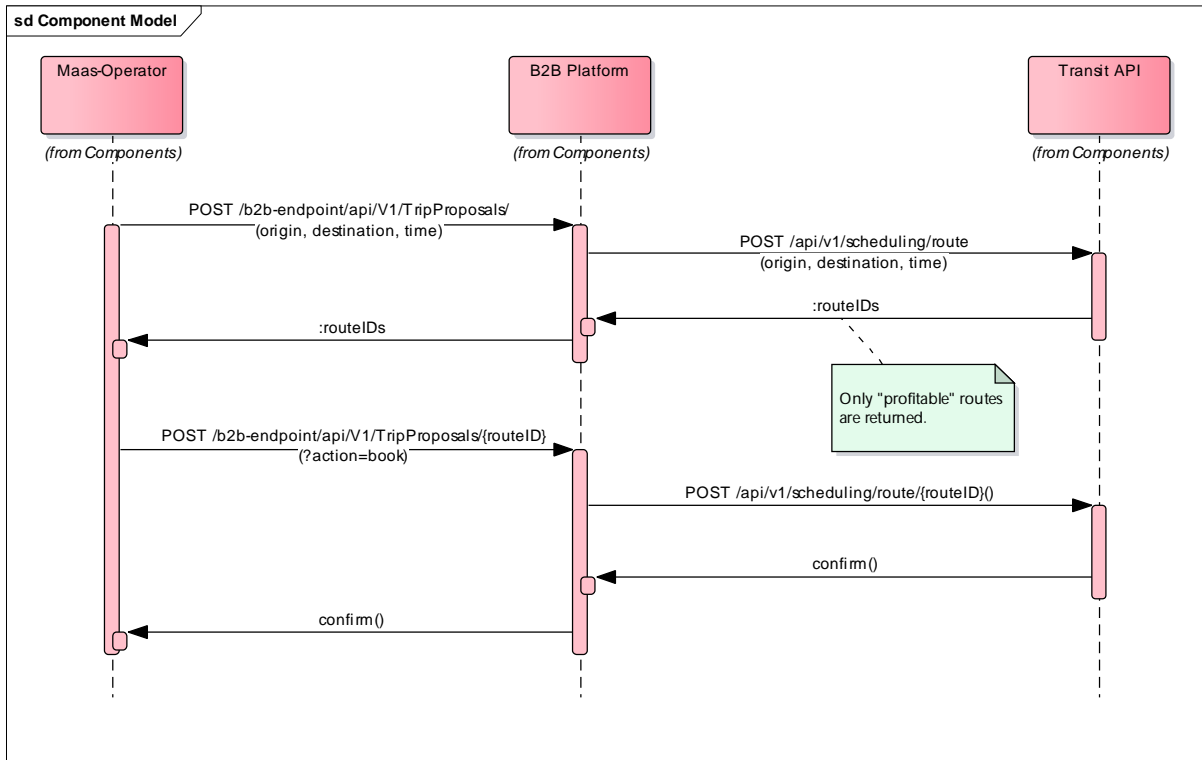 sd Component Model
Maas-Operator
B2B Platform
Transit API
(from Components)
(from Components)
(from Components)
POST /b2b-endpoint/api/V1/TripProposals/
(origin, destination, time)
POST /api/v1/scheduling/route
(origin, destination, time)
:routeIDs
:routeIDs
Only "profitable" routes
are returned.
POST /b2b-endpoint/api/V1/TripProposals/{routeID}
(?action=book)
POST /api/v1/scheduling/route/{routeID}()
confirm()
confirm()